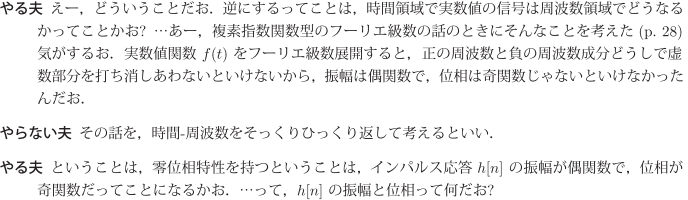 やる夫 えー，どういうことだお．逆にするってことは，時間領域で実数値の信号は周波数領域でどうなる
かってことかお? …あー，複素指数関数型のフーリエ級数の話のときにそんなことを考えた (p. 28)
気がするお．実数値関数 f(t) をフーリエ級数展開すると，正の周波数と負の周波数成分どうしで虚
数部分を打ち消しあわないといけないから，振幅は偶関数で，位相は奇関数じゃないといけなかった
んだお．
やらない夫 その話を，時間-周波数をそっくりひっくり返して考えるといい．
やる夫 ということは，零位相特性を持つということは，インパルス応答 h[n] の振幅が偶関数で，位相が
奇関数だってことになるかお．…って，h[n] の振幅と位相って何だお?